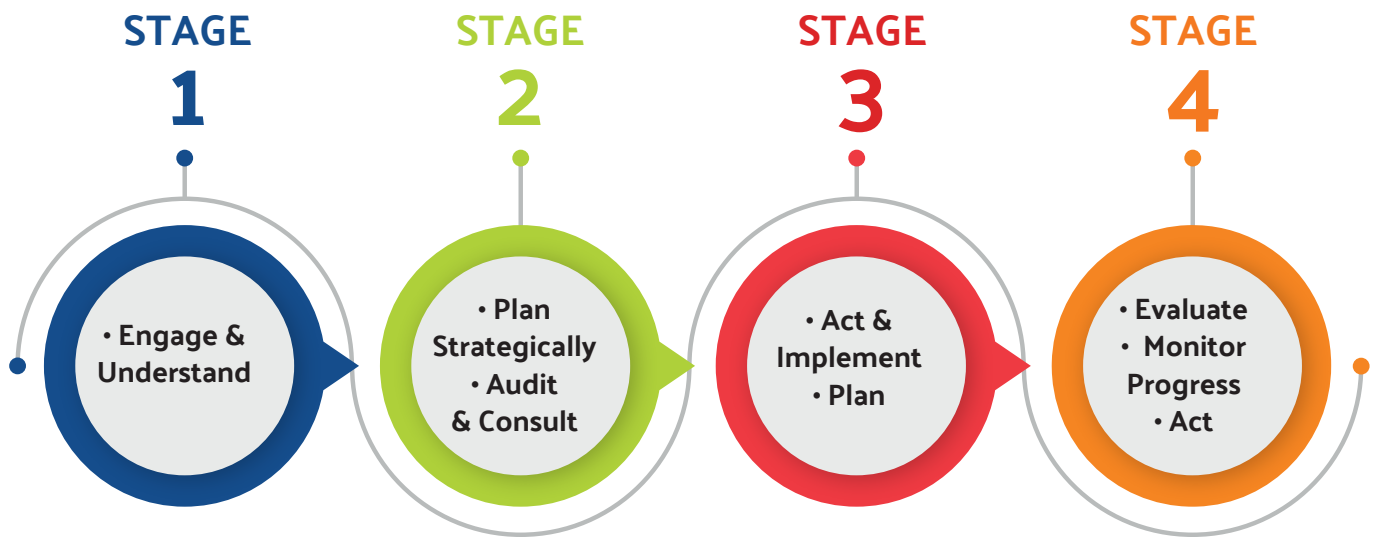 STAGE
1
STAGE
2
STAGE
3
STAGE
4
• Engage &
Understand
• Plan
Strategically
• Audit
& Consult
• Act &
Implement
• Plan
• Evaluate
• Monitor
Progress
• Act